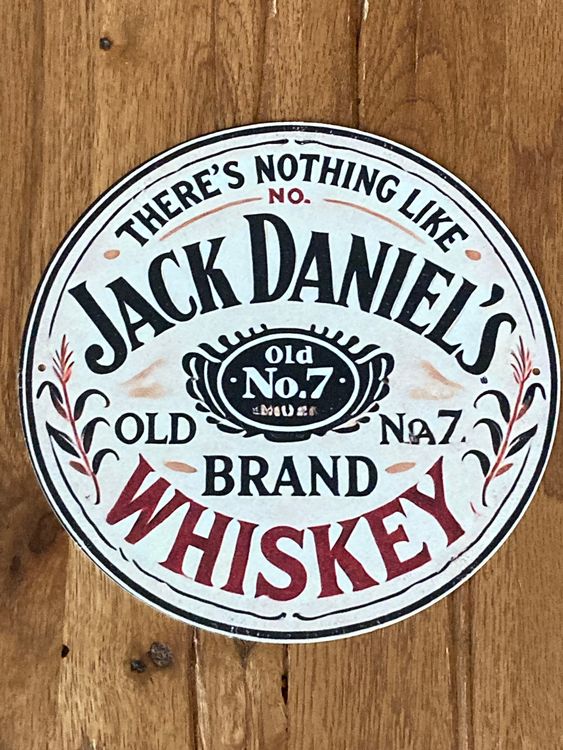 THERE'S NOTHING LIKE
NO.
JACK DANIEL'S
Old
No.7
OLD
No.7.
BRAND
WHISKEY